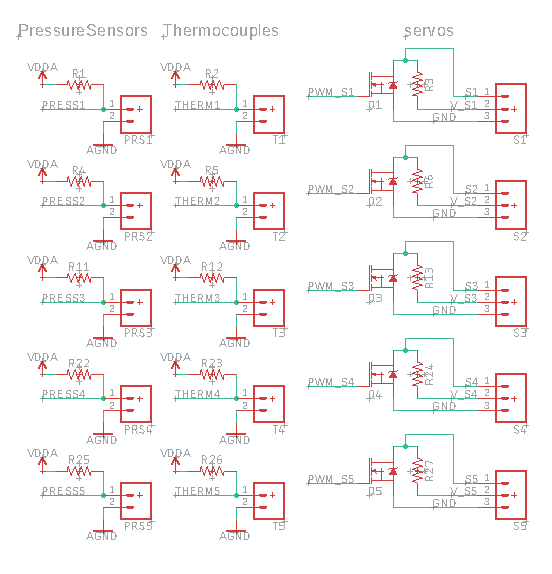 PressureSensors Thermocouples servos
VDDA R1 VDDA R2 R3
PRESS1 1 + THERM1 1 + PWM_S1 Q1 S1 1 +
2 2 V_S1 2
GND 3
AGND PRS1 AGND T1 S1
VDDA R4 VDDA R5 R6
PRESS2 1 + THERM2 1 + PWM_S2 Q2 S2 1 +
2 2 V_S2 2
GND 3
AGND PRS2 AGND T2 S2
VDDA R11 VDDA R12 R13
PRESS3 1 + THERM3 1 + PWM_S3 Q3 S3 1 +
2 2 V_S3 2
GND 3
AGND PRS3 AGND T3 S3
VDDA R22 VDDA R23 R24
PRESS4 1 + THERM4 1 + PWM_S4 Q4 S4 1 +
2 2 V_S4 2
GND 3
AGND PRS4 AGND T4 S4
VDDA R25 VDDA R26 R27
PRESS5 1 + THERM5 1 + PWM_S5 Q5 S5 1 +
2 2 V_S5 2
GND 3
AGND PRS5 AGND T5 S5